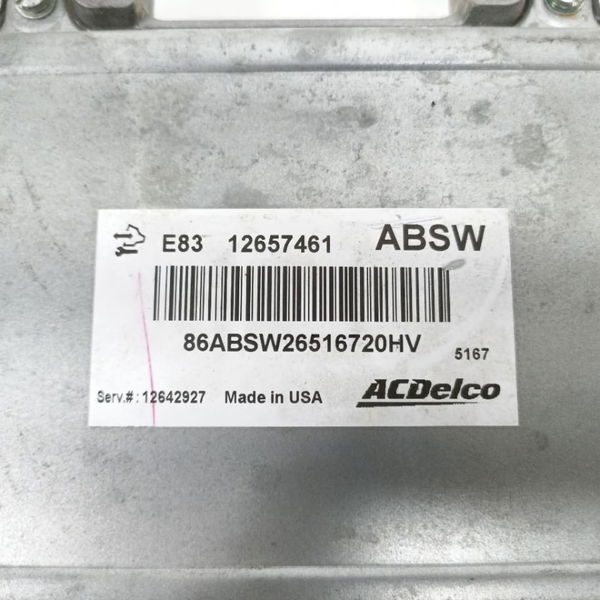 E83 12657461 ABSW
86ABSW26516720HV
5167
Serv.#: 12642927 Made in USA ACDelco